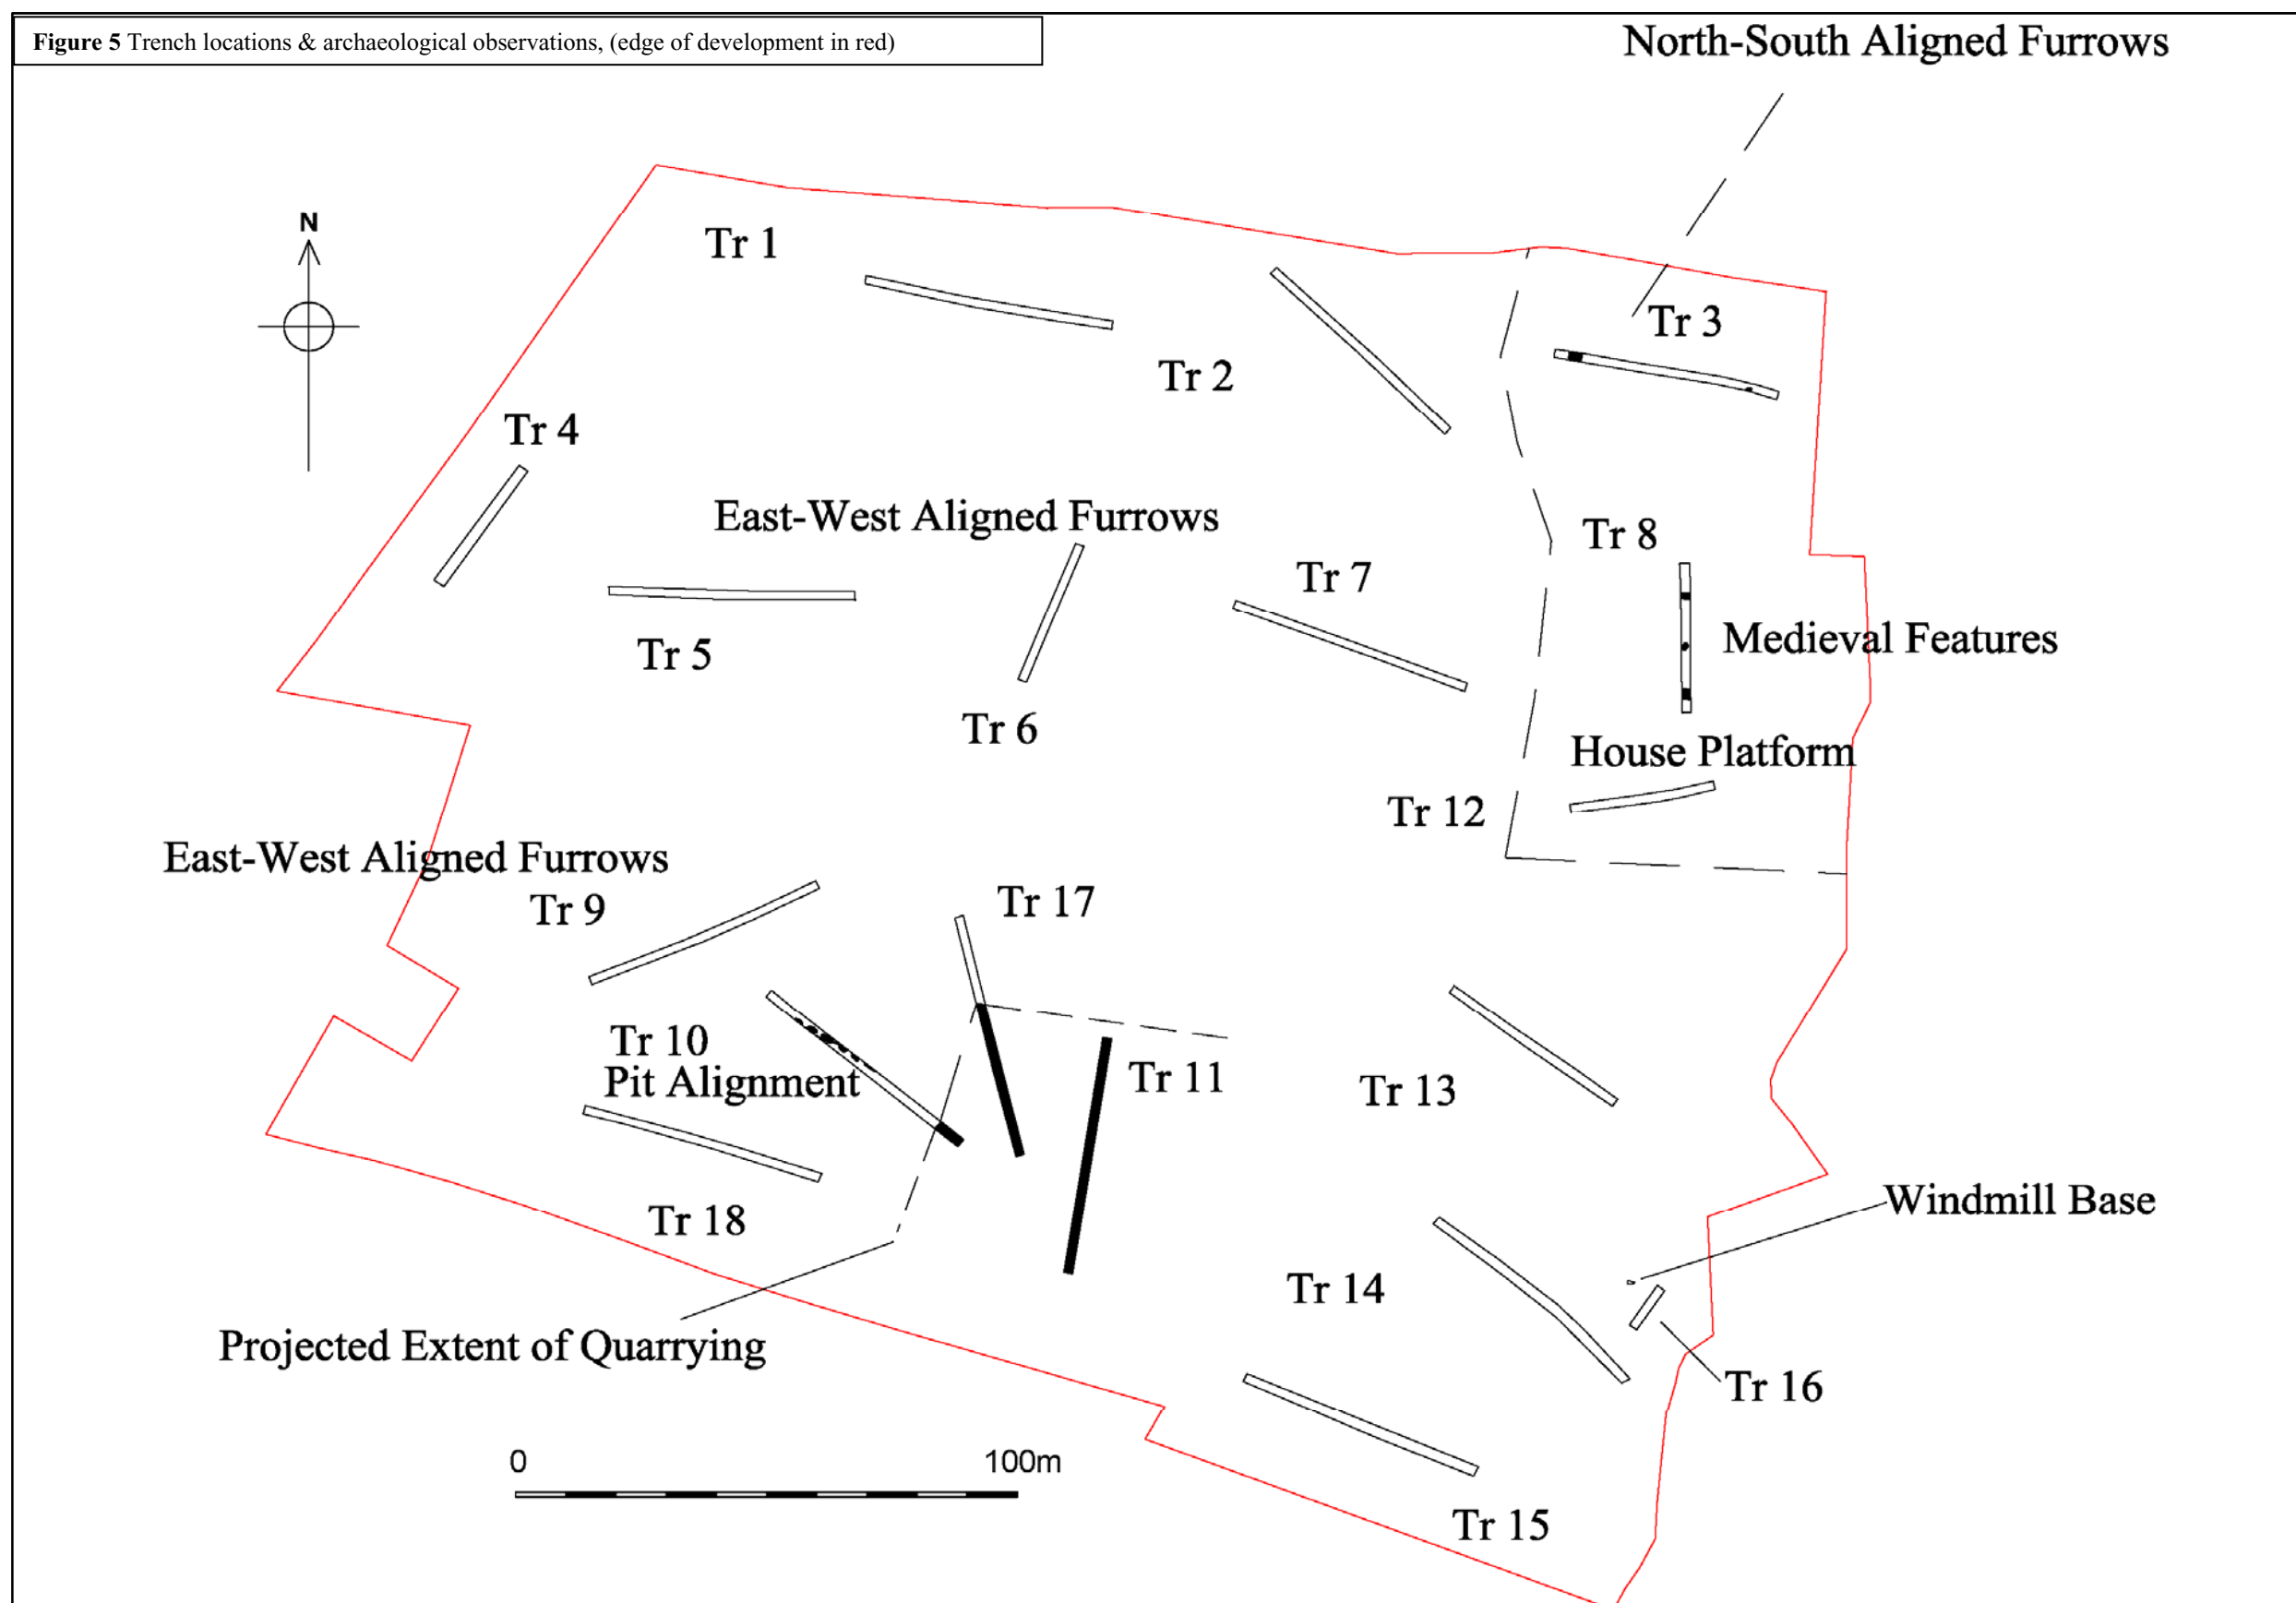 Figure 5 Trench locations & archaeological observations, (edge of development in red)
North-South Aligned Furrows
N
Tr 1
Tr 2
Tr 3
Tr 4
East-West Aligned Furrows
Tr 5
Tr 6
Tr 7
Tr 8
Medieval Features
House Platform
Tr 12
East-West Aligned Furrows
Tr 9
Tr 17
Tr 10
Pit Alignment
Tr 11
Tr 13
Tr 18
Windmill Base
Tr 14
Projected Extent of Quarrying
Tr 16
0 100m
Tr 15